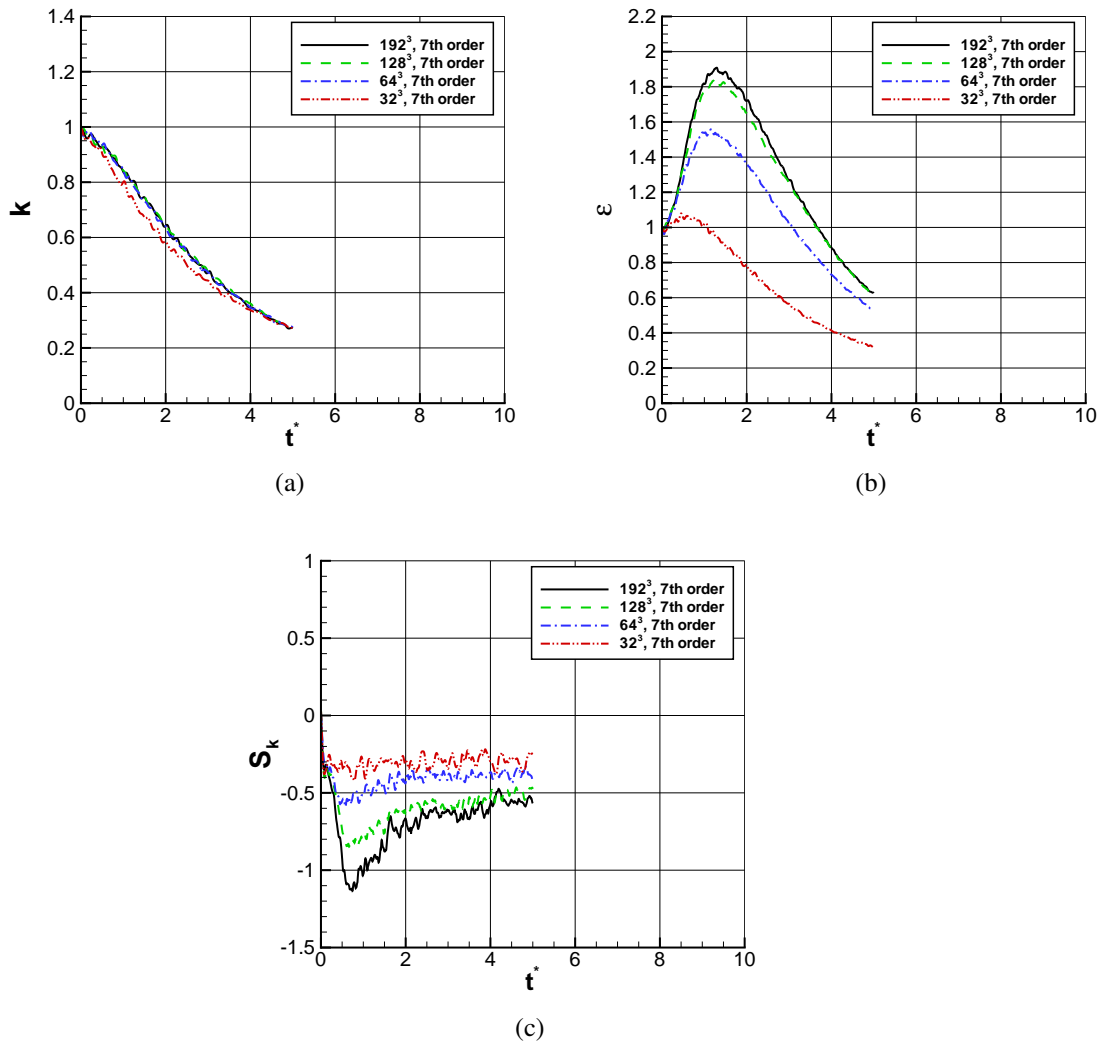 k
1.4
1.2
1
0.8
0.6
0.4
0.2
0
0 2 4 6 8 10
t*
192³, 7th order
128³, 7th order
64³, 7th order
32³, 7th order
(a)
ε
2.2
2
1.8
1.6
1.4
1.2
1
0.8
0.6
0.4
0.2
0
0 2 4 6 8 10
t*
192³, 7th order
128³, 7th order
64³, 7th order
32³, 7th order
(b)
Sₖ
1
0.5
0
-0.5
-1
-1.5
0 2 4 6 8 10
t*
192³, 7th order
128³, 7th order
64³, 7th order
32³, 7th order
(c)